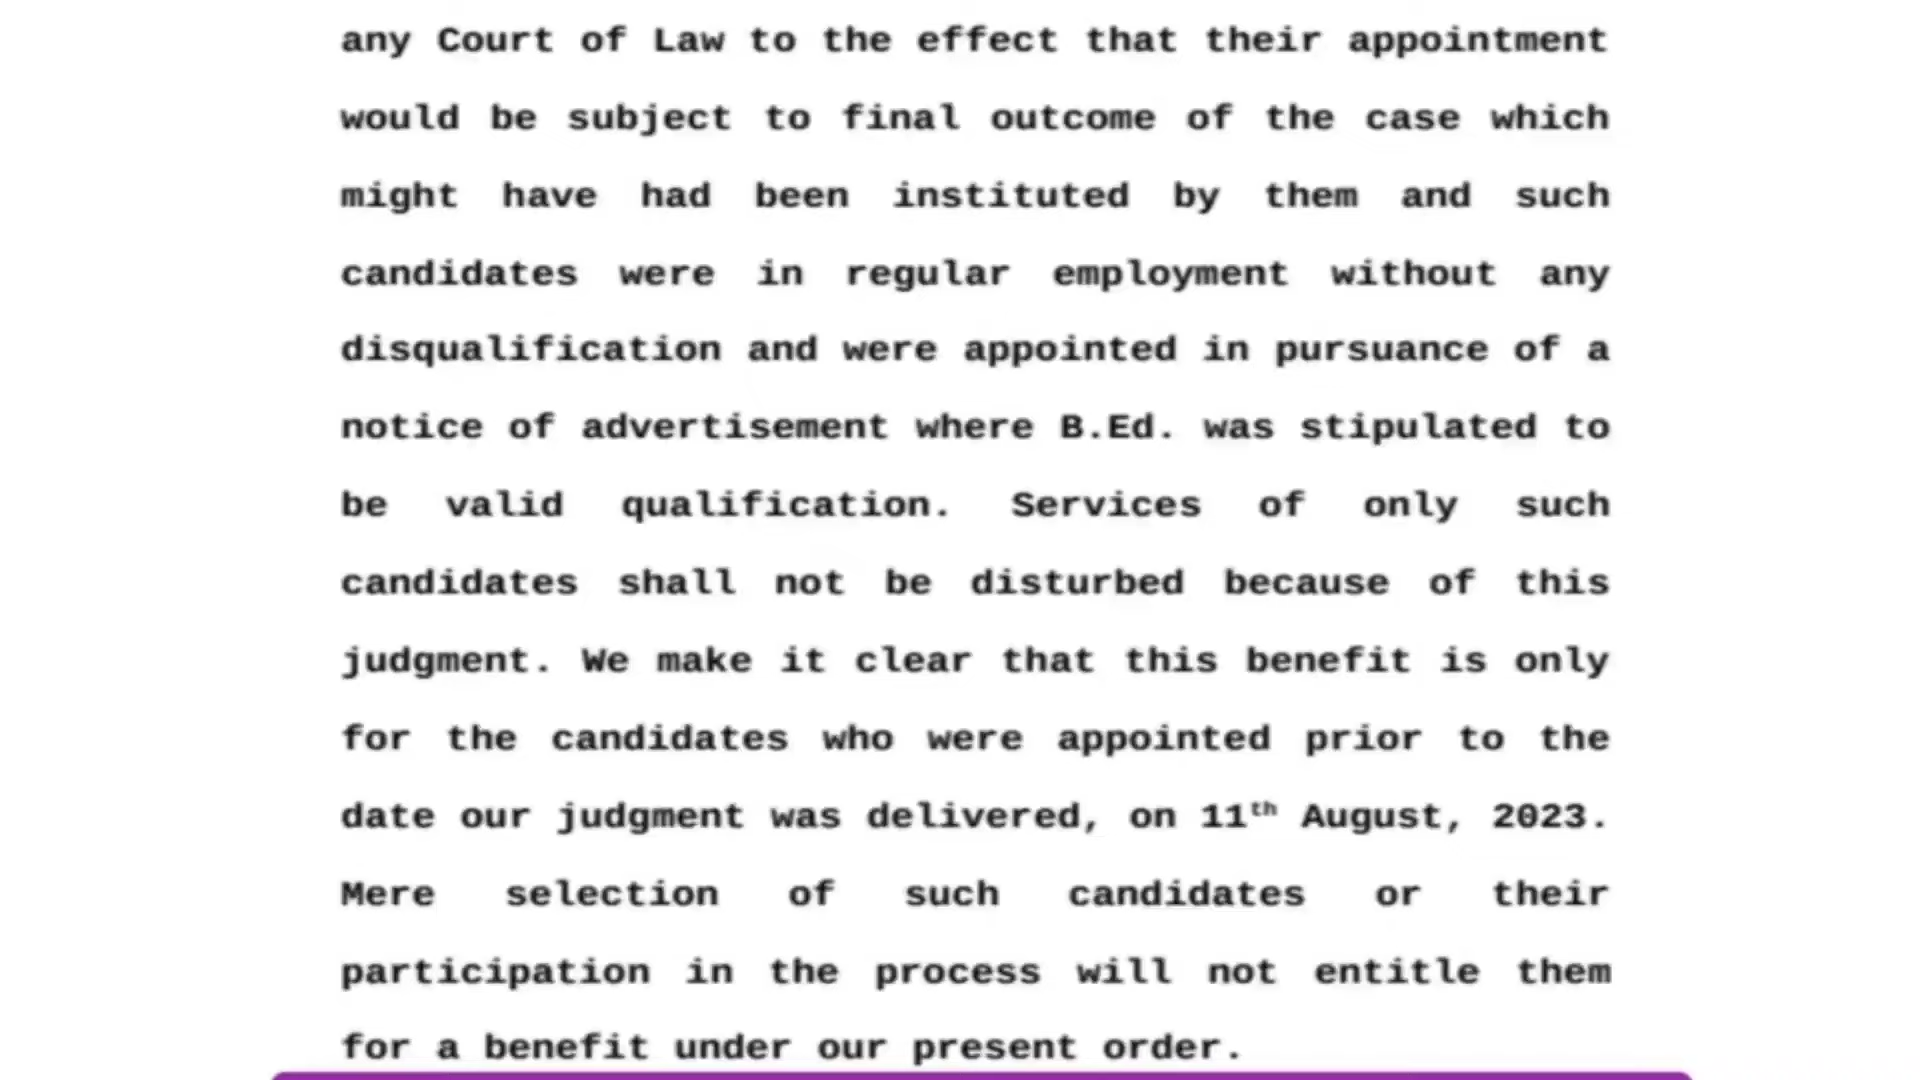 any Court of Law to the effect that their appointment
would be subject to final outcome of the case which
might have had been instituted by them and such
candidates were in regular employment without any
disqualification and were appointed in pursuance of a
notice of advertisement where B.Ed. was stipulated to
be valid qualification. Services of only such
candidates shall not be disturbed because of this
judgment. We make it clear that this benefit is only
for the candidates who were appointed prior to the
date our judgment was delivered, on 11th August, 2023.
Mere selection of such candidates or their
participation in the process will not entitle them
for a benefit under our present order.